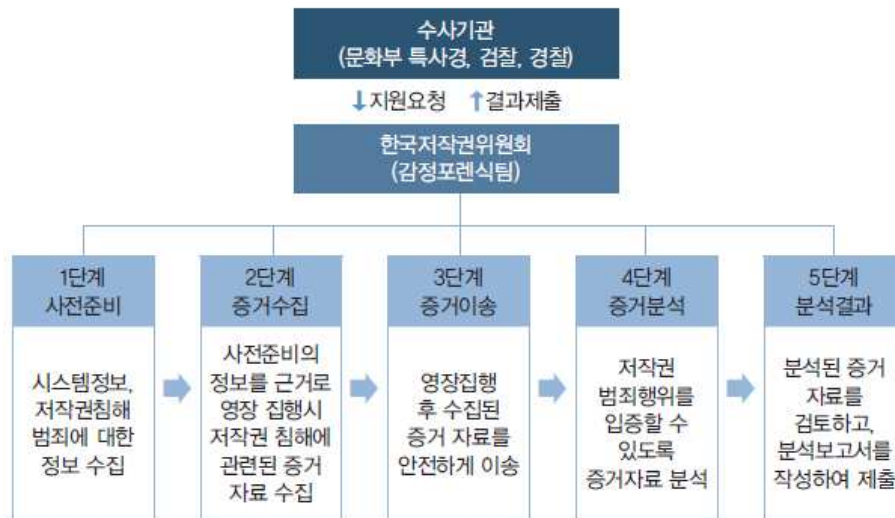 수사기관
(문화부 특사경, 검찰, 경찰)
↓지원요청 ↑결과제출
한국저작권위원회
(감정포렌식팀)
1단계
사전준비
시스템정보,
저작권침해
범죄에 대한
정보 수집
2단계
증거수집
사전준비의
정보를 근거로
영장 집행시
저작권 침해에
관련된 증거
자료 수집
3단계
증거이송
영장집행
후 수집된
증거 자료를
안전하게 이송
4단계
증거분석
저작권
범죄행위를
입증할 수
있도록
증거자료 분석
5단계
분석결과
분석된 증거
자료를
검토하고,
분석보고서를
작성하여 제출